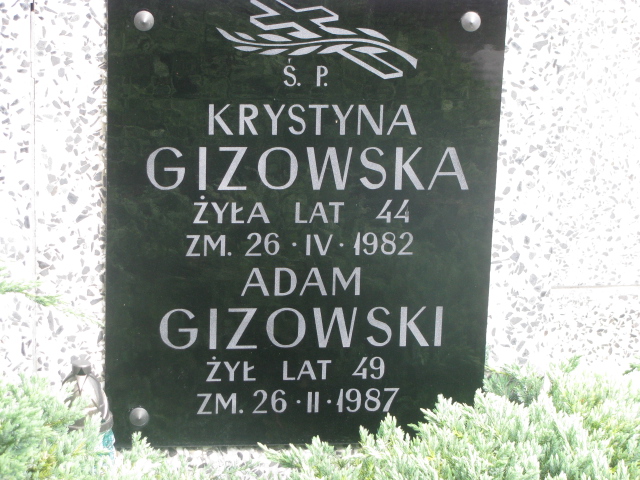 Ś. P.
KRYSTYNA
GIZOWSKA
ŻYŁA LAT 44
ZM. 26·IV·1982
ADAM
GIZOWSKI
ŻYŁ LAT 49
ZM. 26·II·1987